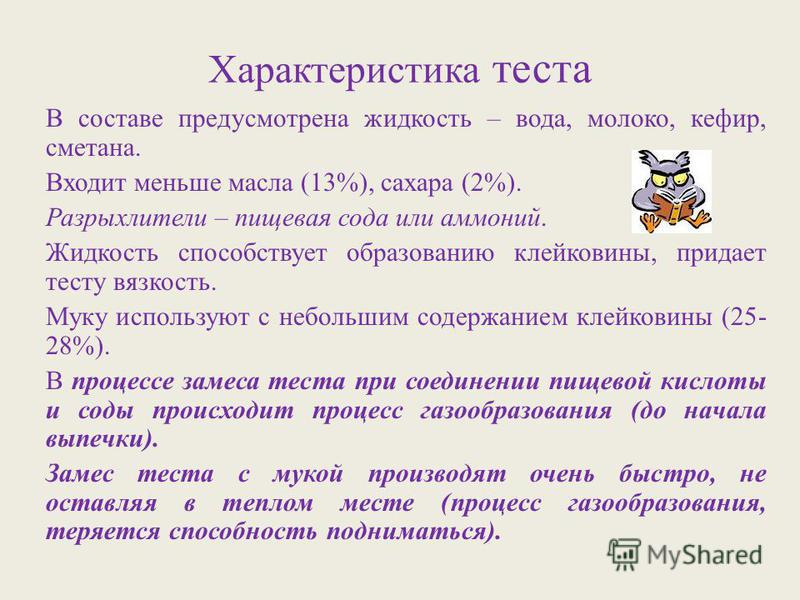 Характеристика теста
В составе предусмотрена жидкость – вода, молоко, кефир,
сметана.
Входит меньше масла (13%), сахара (2%).
Разрыхлители – пищевая сода или аммоний.
Жидкость способствует образованию клейковины, придает
тесту вязкость.
Муку используют с небольшим содержанием клейковины (25-
28%).
В процессе замеса теста при соединении пищевой кислоты
и соды происходит процесс газообразования (до начала
выпечки).
Замес теста с мукой производят очень быстро, не
оставляя в теплом месте (процесс газообразования,
теряется способность подниматься).
MyShared